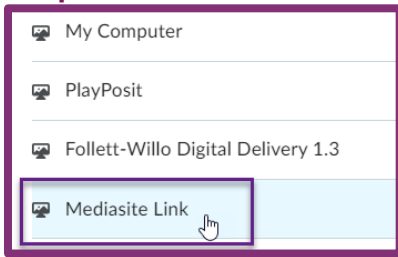 My Computer
PlayPosit
Follett-Willo Digital Delivery 1.3
Mediasite Link